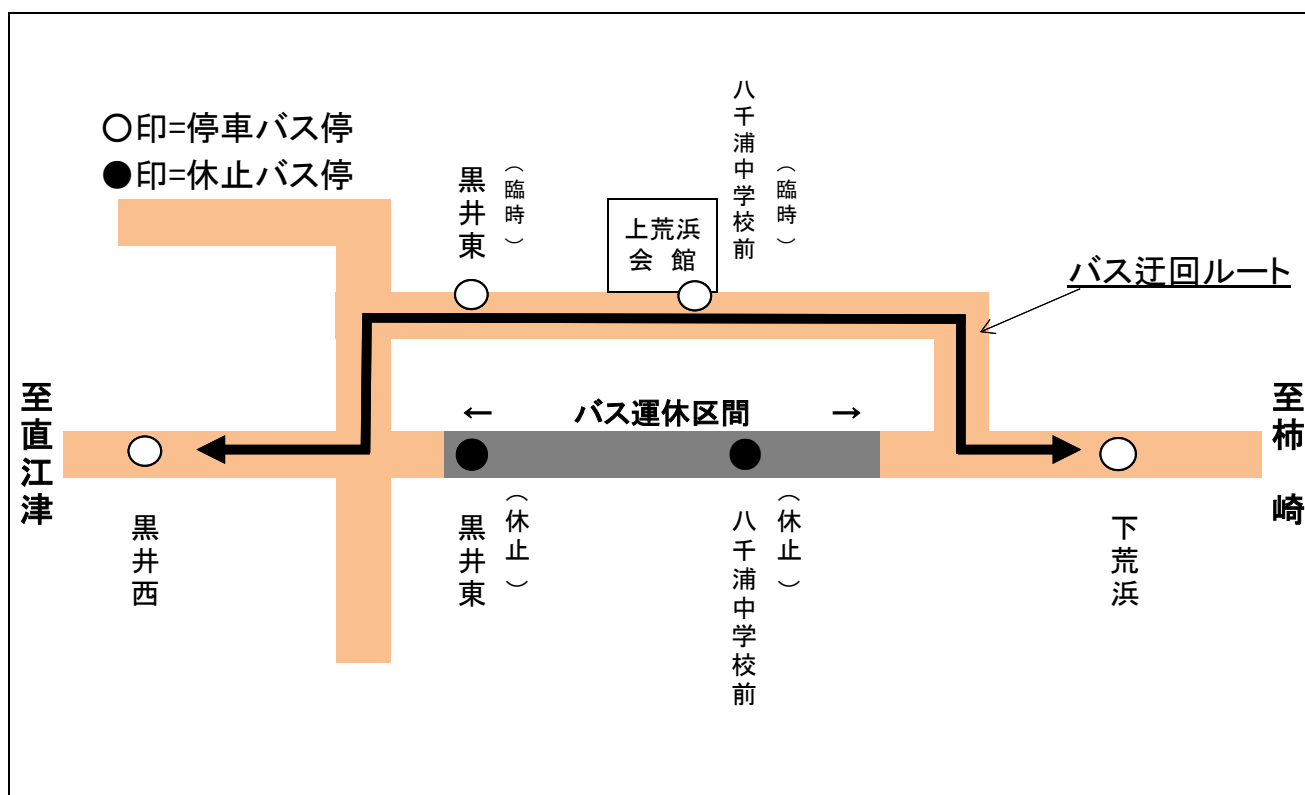 ○印=停車バス停
●印=休止バス停
黒井東
（臨時）
上荒浜
会　館
八千浦中学校前
（臨時）
バス迂回ルート
至直江津
←　バス運休区間　→
至柿　崎
黒井西
黒井東
（休止）
八千浦中学校前
（休止）
下荒浜